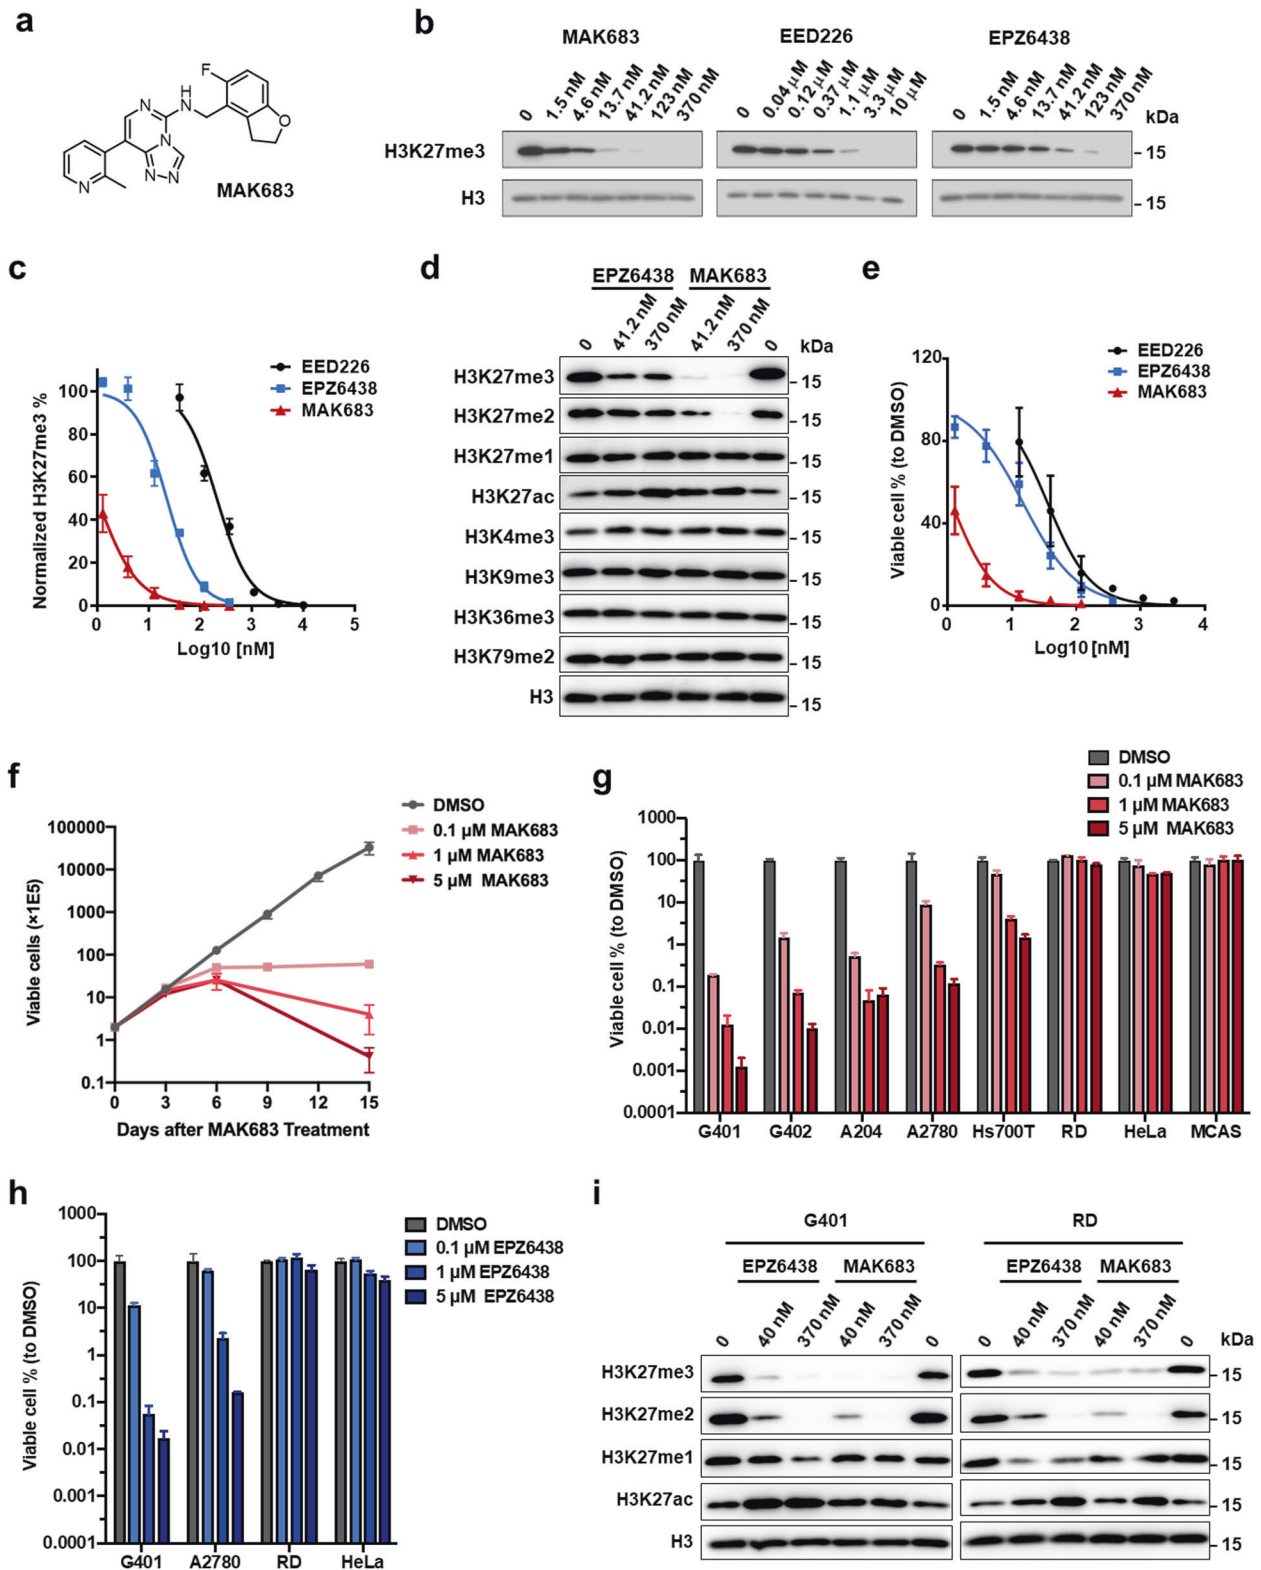 a
F
H
N
N
O
N
N
N
N
N
MAK683
b
MAK683 EED226 EPZ6438
0 1.5 nM 4.6 nM 13.7 nM 41.2 nM 123 nM 370 nM 0 0.04 μM 0.12 μM 0.37 μM 1.1 μM 3.3 μM 10 μM 0 1.5 nM 4.6 nM 13.7 nM 41.2 nM 123 nM 370 nM kDa
H3K27me3 15
H3 15
c
EED226
EPZ6438
MAK683
Normalized H3K27me3 %
100
80
60
40
20
0
0 1 2 3 4 5
Log10 [nM]
d
EPZ6438 MAK683
0 41.2 nM 370 nM 41.2 nM 370 nM 0 kDa
H3K27me3 15
H3K27me2 15
H3K27me1 15
H3K27ac 15
H3K4me3 15
H3K9me3 15
H3K36me3 15
H3K79me2 15
H3 15
e
EED226
EPZ6438
MAK683
Viable cell % (to DMSO)
120
80
40
0
0 1 2 3 4
Log10 [nM]
f
DMSO
0.1 μM MAK683
1 μM MAK683
5 μM MAK683
Viable cells (×1E5)
100000
10000
1000
100
10
1
0.1
0 3 6 9 12 15
Days after MAK683 Treatment
g
DMSO
0.1 μM MAK683
1 μM MAK683
5 μM MAK683
Viable cell % (to DMSO)
1000
100
10
1
0.1
0.01
0.001
0.0001
G401 G402 A204 A2780 Hs700T RD HeLa MCAS
h
DMSO
0.1 μM EPZ6438
1 μM EPZ6438
5 μM EPZ6438
Viable cell % (to DMSO)
1000
100
10
1
0.1
0.01
0.001
0.0001
G401 A2780 RD HeLa
i
G401 RD
EPZ6438 MAK683 EPZ6438 MAK683
0 40 nM 370 nM 40 nM 370 nM 0 0 40 nM 370 nM 40 nM 370 nM 0 kDa
H3K27me3 15
H3K27me2 15
H3K27me1 15
H3K27ac 15
H3 15